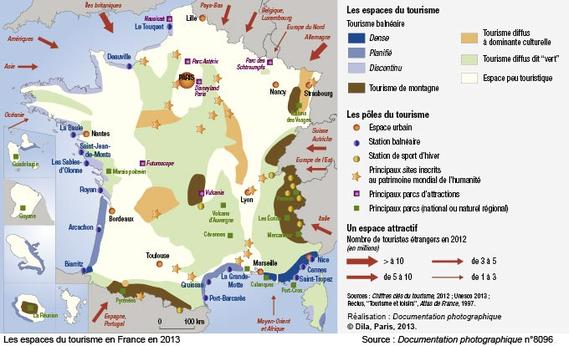 Iles britanniques
Pays-Bas
Belgique,
Luxembourg
Europe du Nord
Allemagne
Amériques
Asie
Océanie
Suisse
Autriche
Europe de l'Est
Italie
Espagne,
Portugal
Moyen-Orient
et Afrique
Nausicaá
Le Touquet
Lille
Deauville
Parc Astérix
PARIS
Disneyland
Paris
Parc des
Schtroumpfs
Nancy
Strasbourg
Ballons
des Vosges
La Baule
Nantes
Saint-Jean-
de-Monts
Les Sables-
d'Olonne
Marais poitevin
Futuroscope
Royan
Vulcania
Volcans
d'Auvergne
Lyon
Les Écrins
Mercantour
Cévennes
Bordeaux
Arcachon
Biarritz
Toulouse
Pyrénées
Quissac
La Grande-
Motte
Port-Barcarès
Marseille
Calanques
Port-Cros
Nice
Cannes
Saint-Tropez
Guadeloupe
Guyane
La Réunion
0 100 km
Les espaces du tourisme
Tourisme balnéaire
Dense
Planifié
Discontinu
Tourisme de montagne
Tourisme diffus
à dominante culturelle
Tourisme diffus dit "vert"
Espace peu touristique
Les pôles du tourisme
Espace urbain
Station balnéaire
Station de sport d'hiver
Principaux sites inscrits
au patrimoine mondial de l'humanité
Principaux parcs d'attractions
Principaux parcs (national ou naturel régional)
Un espace attractif
Nombre de touristes étrangers en 2012
(en millions)
> à 10
de 5 à 10
de 3 à 5
de 1 à 3
Sources : Chiffres clés du tourisme, 2012 ; Unesco 2013 ;
Reclus, "Tourisme et loisirs", Atlas de France, 1997.
Réalisation : Documentation photographique
© Dila, Paris, 2013.
Les espaces du tourisme en France en 2013
Source : Documentation photographique n°8096